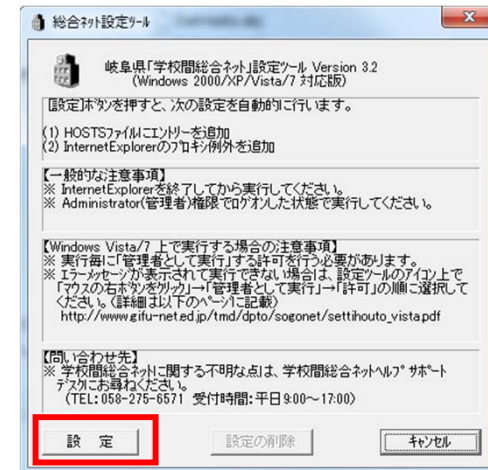 総合ネット設定ツール
岐阜県「学校間総合ネット」設定ツール Version 3.2
(Windows 2000/XP/Vista/7 対応版)
[設定]ボタンを押すと、次の設定を自動的に行います。
(1) HOSTSファイルにエントリーを追加
(2) InternetExplorerのプロキシ例外を追加
【一般的な注意事項】
※ InternetExplorerを終了してから実行してください。
※ Administrator(管理者)権限でログオンした状態で実行してください。
【Windows Vista/7 上で実行する場合の注意事項】
※ 実行毎に「管理者として実行」する許可を行う必要があります。
※ エラーメッセージが表示されて実行できない場合は、設定ツールのアイコン上で
「マウスの右ボタンをクリック」→「管理者として実行」→「許可」の順に選択して
ください。(詳細は以下のページに記載)
http://www.gifu-net.ed.jp/tmd/dpto/sogonet/settihouto_vista.pdf
【問い合わせ先】
※ 学校間総合ネットに関する不明な点は、学校間総合ネットヘルプサポート
デスクにお尋ねください。
(TEL:058-275-6571 受付時間:平日9:00～17:00)
設 定
設定の削除
キャンセル